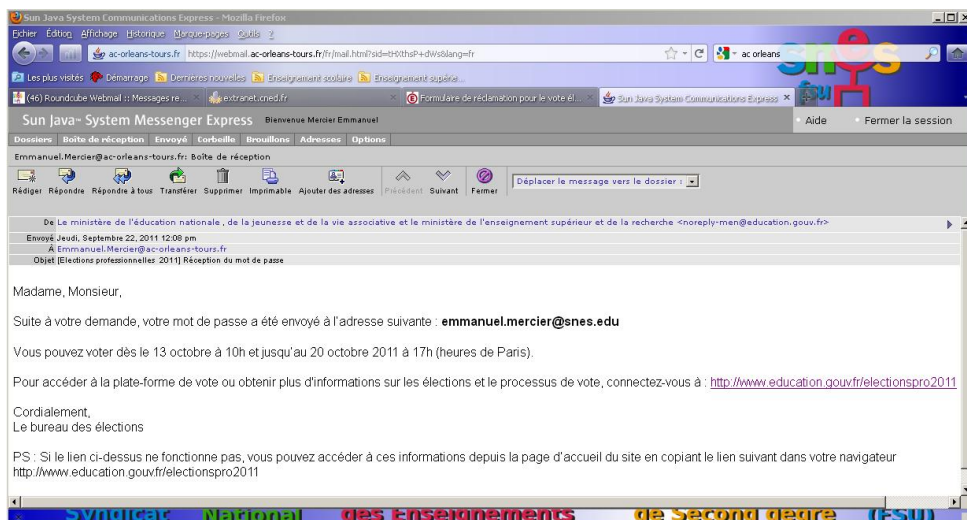 Sun Java System Communications Express - Mozilla Firefox
Fichier Édition Affichage Historique Marque-pages Outils ?
ac-orleans-tours.fr https://webmail.ac-orleans-tours.fr/fr/mail.html?sid=tHXthsP+dWs&lang=fr ac orleans
Les plus visités Démarrage Dernières nouvelles Enseignement scolaire Enseignement supérie...
(46) Roundcube Webmail :: Messages re... extranet.cned.fr Formulaire de réclamation pour le vote él... Sun Java System Communications Express
Sun Java™ System Messenger Express Bienvenue Mercier Emmanuel Aide Fermer la session
Dossiers Boîte de réception Envoyé Corbeille Brouillons Adresses Options
Emmanuel.Mercier@ac-orleans-tours.fr: Boîte de réception
Rédiger Répondre Répondre à tous Transférer Supprimer Imprimable Ajouter des adresses Précédent Suivant Fermer Déplacer le message vers le dossier :
De Le ministère de l'éducation nationale , de la jeunesse et de la vie associative et le ministère de l'enseignement supérieur et de la recherche <noreply-men@education.gouv.fr>
Envoyé Jeudi, Septembre 22, 2011 12:08 pm
À Emmanuel.Mercier@ac-orleans-tours.fr
Objet [Elections professionnelles 2011] Réception du mot de passe
Madame, Monsieur,
Suite à votre demande, votre mot de passe a été envoyé à l'adresse suivante : emmanuel.mercier@snes.edu
Vous pouvez voter dès le 13 octobre à 10h et jusqu'au 20 octobre 2011 à 17h (heures de Paris).
Pour accéder à la plate-forme de vote ou obtenir plus d'informations sur les élections et le processus de vote, connectez-vous à : http://www.education.gouv.fr/electionspro2011
Cordialement,
Le bureau des élections
PS : Si le lien ci-dessus ne fonctionne pas, vous pouvez accéder à ces informations depuis la page d'accueil du site en copiant le lien suivant dans votre navigateur
http://www.education.gouv.fr/electionspro2011
Syndicat National des Enseignements de Second degré (FSU)